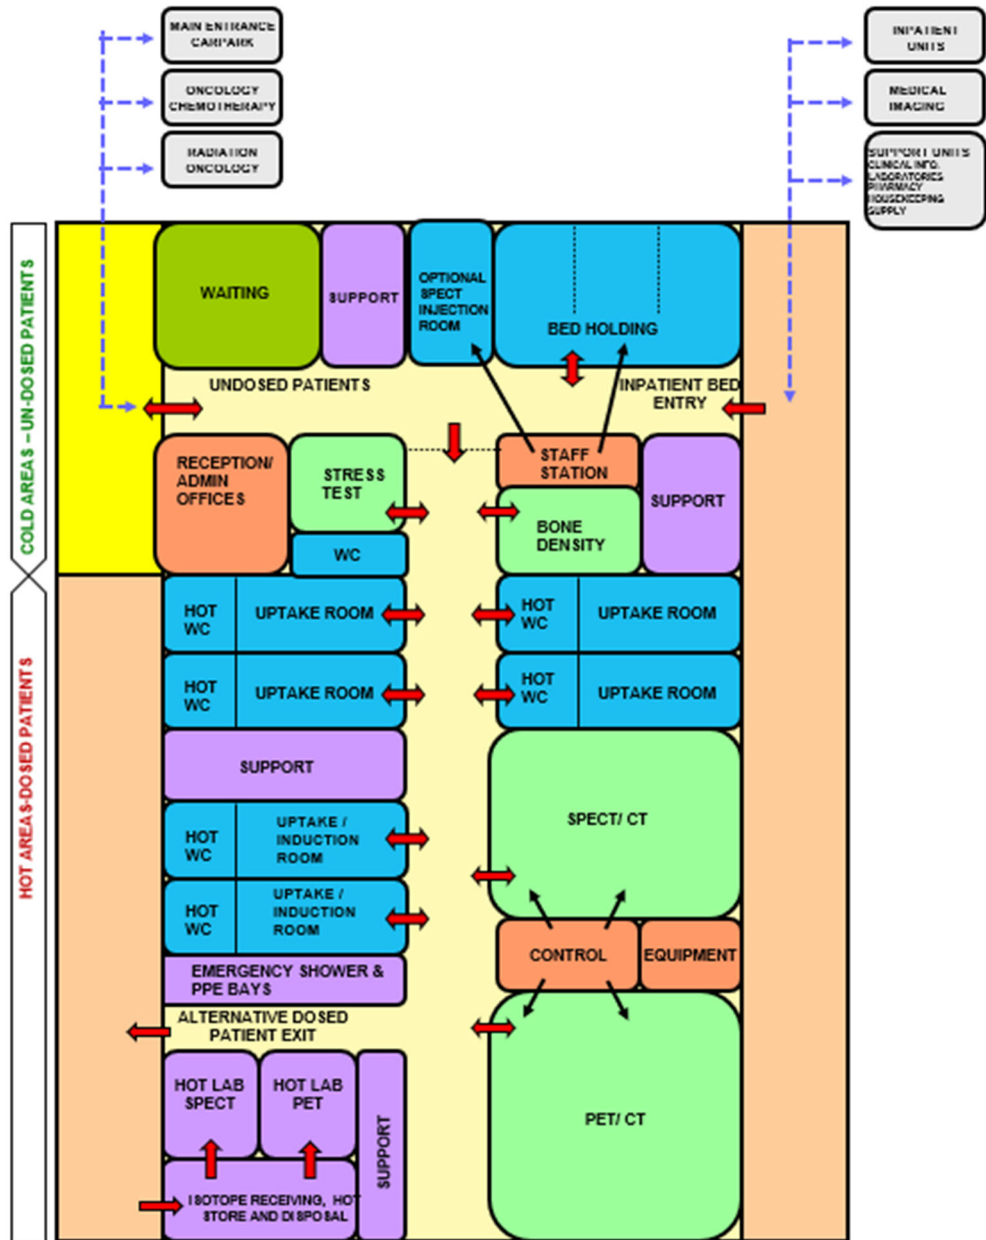 MAIN ENTRANCE
CARPARK
ONCOLOGY
CHEMOTHERAPY
RADIATION
ONCOLOGY
INPATIENT
UNITS
MEDICAL
IMAGING
SUPPORT UNITS
CLINICAL INFO.
LABORATORIES
PHARMACY
HOUSEKEEPING
SUPPLY
COLD AREAS – UN-DOSED PATIENTS
HOT AREAS-DOSED PATIENTS
WAITING
SUPPORT
OPTIONAL
SPECT
INJECTION
ROOM
BED HOLDING
UNDOSED PATIENTS
INPATIENT BED
ENTRY
RECEPTION/
ADMIN
OFFICES
STRESS
TEST
WC
STAFF
STATION
BONE
DENSITY
SUPPORT
HOT
WC
UPTAKE ROOM
HOT
WC
UPTAKE ROOM
HOT
WC
UPTAKE ROOM
HOT
WC
UPTAKE ROOM
SUPPORT
SPECT/ CT
HOT
WC
UPTAKE /
INDUCTION
ROOM
HOT
WC
UPTAKE /
INDUCTION
ROOM
CONTROL
EQUIPMENT
EMERGENCY SHOWER &
PPE BAYS
ALTERNATIVE DOSED
PATIENT EXIT
HOT LAB
SPECT
HOT LAB
PET
SUPPORT
PET/ CT
ISOTOPE RECEIVING, HOT
STORE AND DISPOSAL